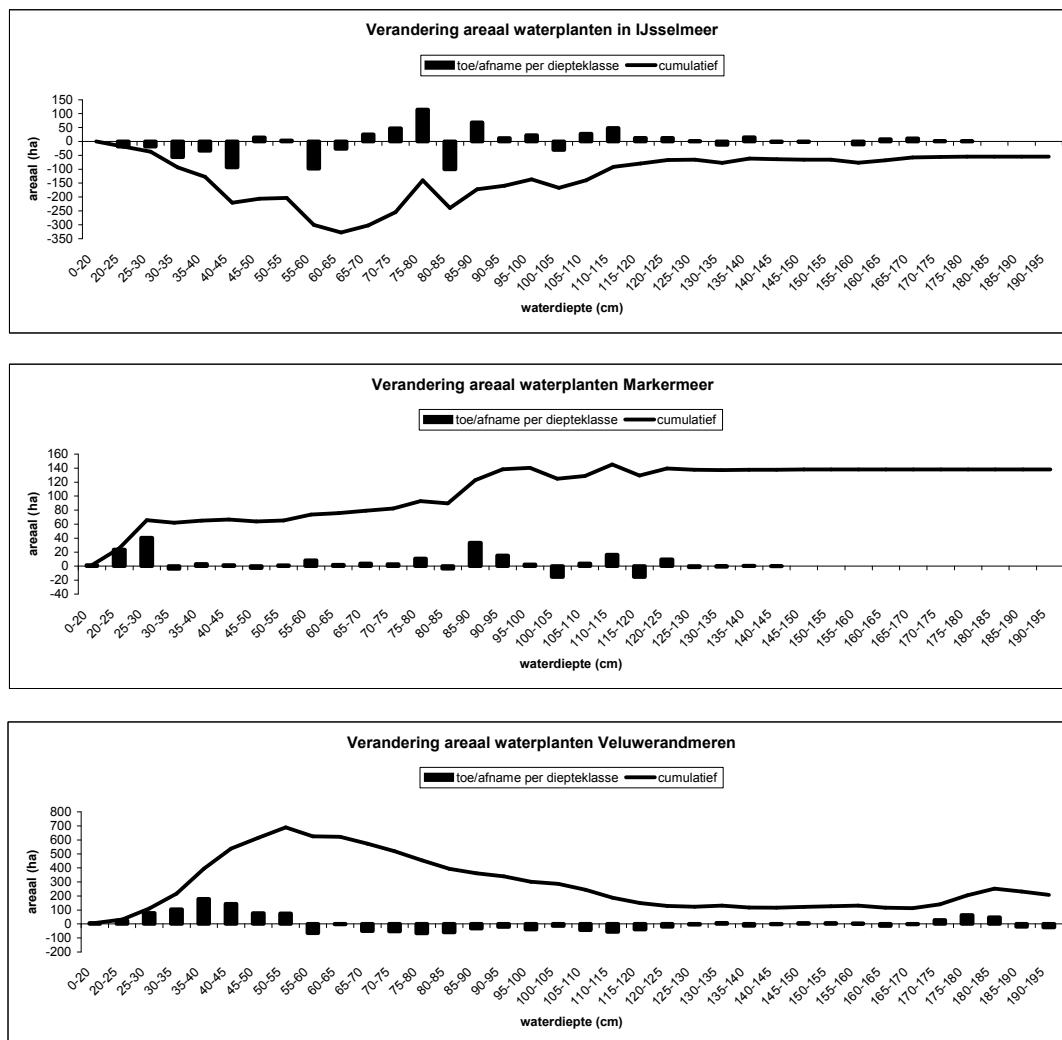 Verandering areaal waterplanten in IJsselmeer
toe/afname per diepteklasse cumulatief
areaal (ha)
150
100
50
0
-50
-100
-150
-200
-250
-300
-350
0-20 20-25 25-30 30-35 35-40 40-45 45-50 50-55 55-60 60-65 65-70 70-75 75-80 80-85 85-90 90-95 95-100 100-105 105-110 110-115 115-120 120-125 125-130 130-135 135-140 140-145 145-150 150-155 155-160 160-165 165-170 170-175 175-180 180-185 185-190 190-195
waterdiepte (cm)
Verandering areaal waterplanten Markermeer
toe/afname per diepteklasse cumulatief
areaal (ha)
160
140
120
100
80
60
40
20
0
-20
-40
0-20 20-25 25-30 30-35 35-40 40-45 45-50 50-55 55-60 60-65 65-70 70-75 75-80 80-85 85-90 90-95 95-100 100-105 105-110 110-115 115-120 120-125 125-130 130-135 135-140 140-145 145-150 150-155 155-160 160-165 165-170 170-175 175-180 180-185 185-190 190-195
waterdiepte (cm)
Verandering areaal waterplanten Veluwerandmeren
toe/afname per diepteklasse cumulatief
areaal (ha)
800
700
600
500
400
300
200
100
0
-100
-200
0-20 20-25 25-30 30-35 35-40 40-45 45-50 50-55 55-60 60-65 65-70 70-75 75-80 80-85 85-90 90-95 95-100 100-105 105-110 110-115 115-120 120-125 125-130 130-135 135-140 140-145 145-150 150-155 155-160 160-165 165-170 170-175 175-180 180-185 185-190 190-195
waterdiepte (cm)